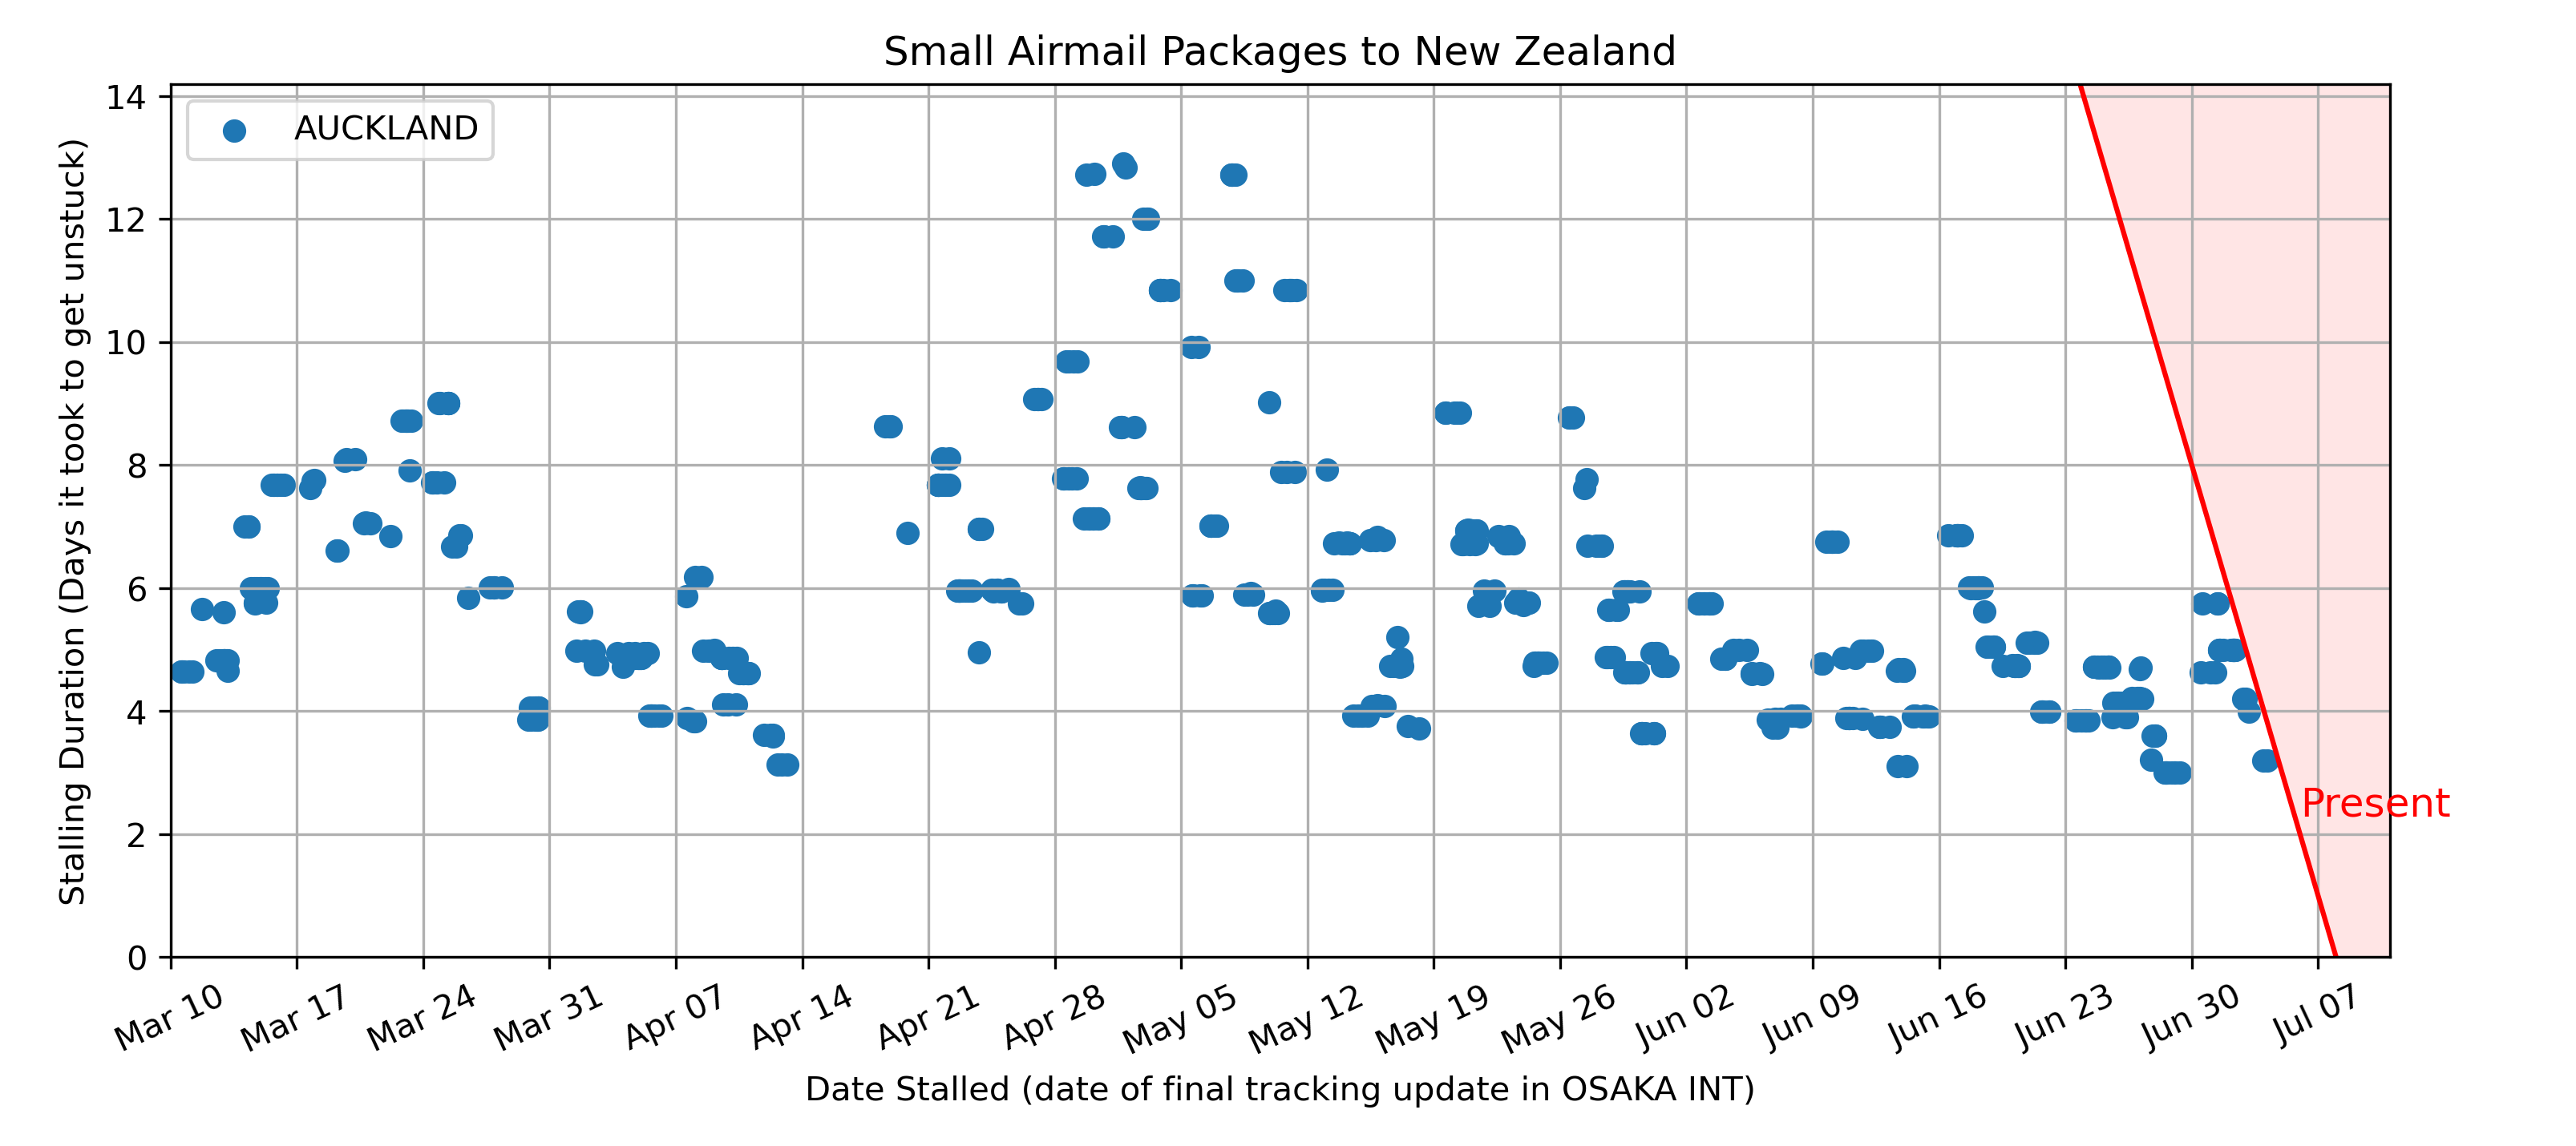 Small Airmail Packages to New Zealand
AUCKLAND
Stalling Duration (Days it took to get unstuck)
14
12
10
8
6
4
2
0
Present
Mar 10 Mar 17 Mar 24 Mar 31 Apr 07 Apr 14 Apr 21 Apr 28 May 05 May 12 May 19 May 26 Jun 02 Jun 09 Jun 16 Jun 23 Jun 30 Jul 07
Date Stalled (date of final tracking update in OSAKA INT)